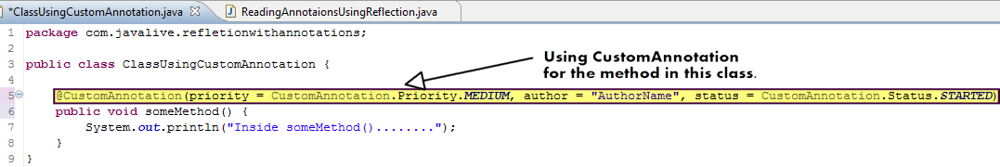 *ClassUsingCustomAnnotation.java ReadingAnnotaionsUsingReflection.java
1 package com.javalive.refletionwithannotations;
2
3 public class ClassUsingCustomAnnotation {
Using CustomAnnotation
for the method in this class.
4
5 @CustomAnnotation(priority = CustomAnnotation.Priority.MEDIUM, author = "AuthorName", status = CustomAnnotation.Status.STARTED)
6 public void someMethod() {
7 System.out.println("Inside someMethod()........");
8 }
9 }